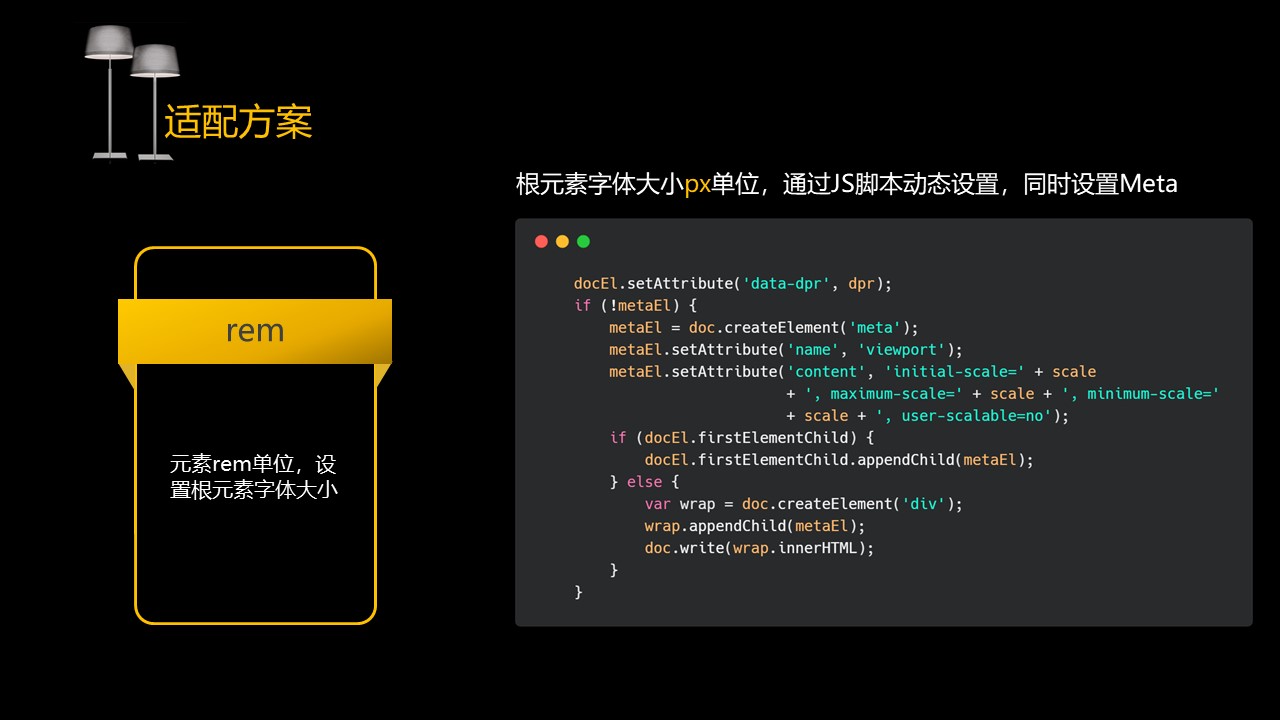 适配方案
根元素字体大小px单位，通过JS脚本动态设置，同时设置Meta
rem
元素rem单位，设
置根元素字体大小
docEl.setAttribute('data-dpr', dpr);
if (!metaEl) {
    metaEl = doc.createElement('meta');
    metaEl.setAttribute('name', 'viewport');
    metaEl.setAttribute('content', 'initial-scale=' + scale
                        + ', maximum-scale=' + scale + ', minimum-scale='
                        + scale + ', user-scalable=no');
    if (docEl.firstElementChild) {
        docEl.firstElementChild.appendChild(metaEl);
    } else {
        var wrap = doc.createElement('div');
        wrap.appendChild(metaEl);
        doc.write(wrap.innerHTML);
    }
}